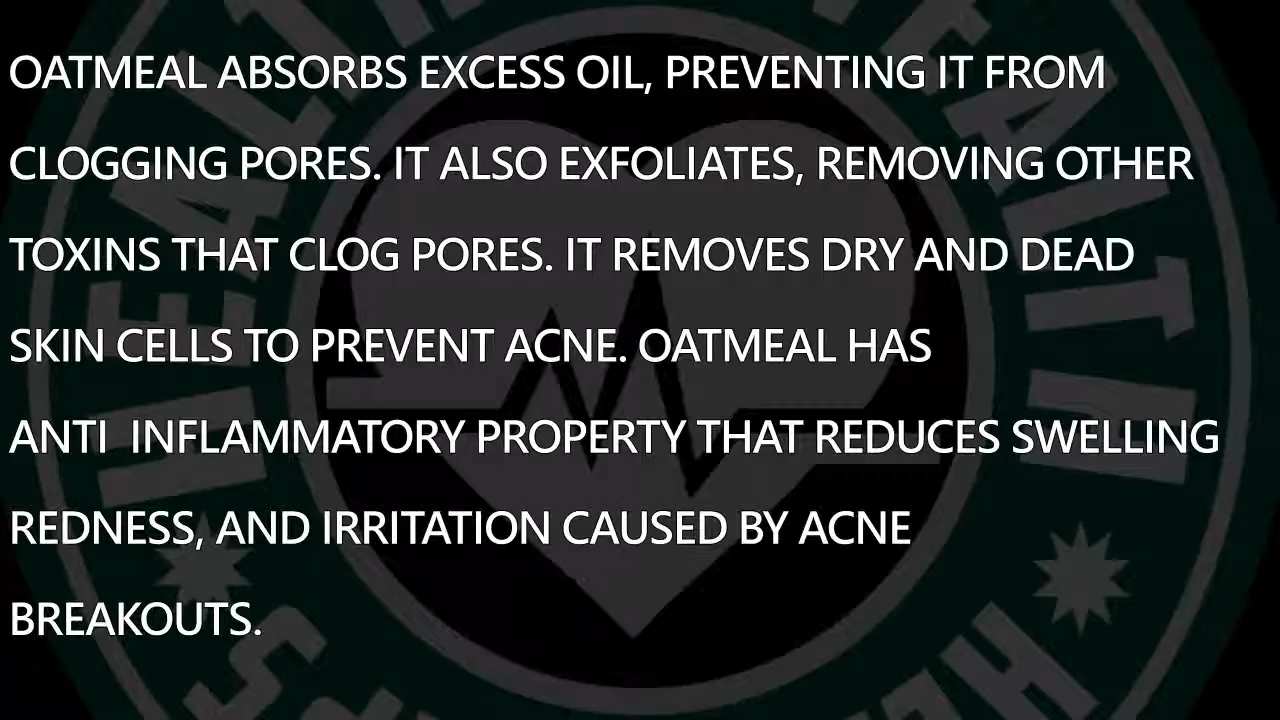 OATMEAL ABSORBS EXCESS OIL, PREVENTING IT FROM
CLOGGING PORES. IT ALSO EXFOLIATES, REMOVING OTHER
TOXINS THAT CLOG PORES. IT REMOVES DRY AND DEAD
SKIN CELLS TO PREVENT ACNE. OATMEAL HAS
ANTI  INFLAMMATORY PROPERTY THAT REDUCES SWELLING
REDNESS, AND IRRITATION CAUSED BY ACNE
BREAKOUTS.